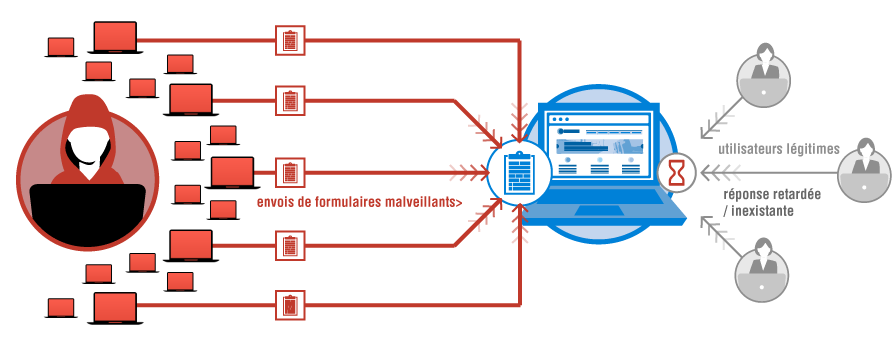 envois de formulaires malveillants>
utilisateurs légitimes
réponse retardée
/ inexistante